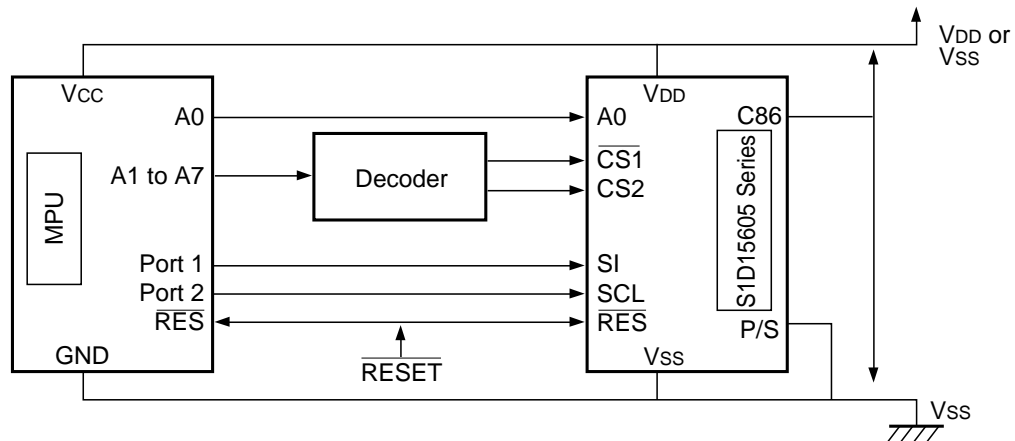 VDD or
VSS
VCC
A0
A1 to A7
MPU
Port 1
Port 2
RES
GND
Decoder
RESET
VDD
A0
C86
CS1
CS2
S1D15605 Series
SI
SCL
RES
P/S
VSS
VSS